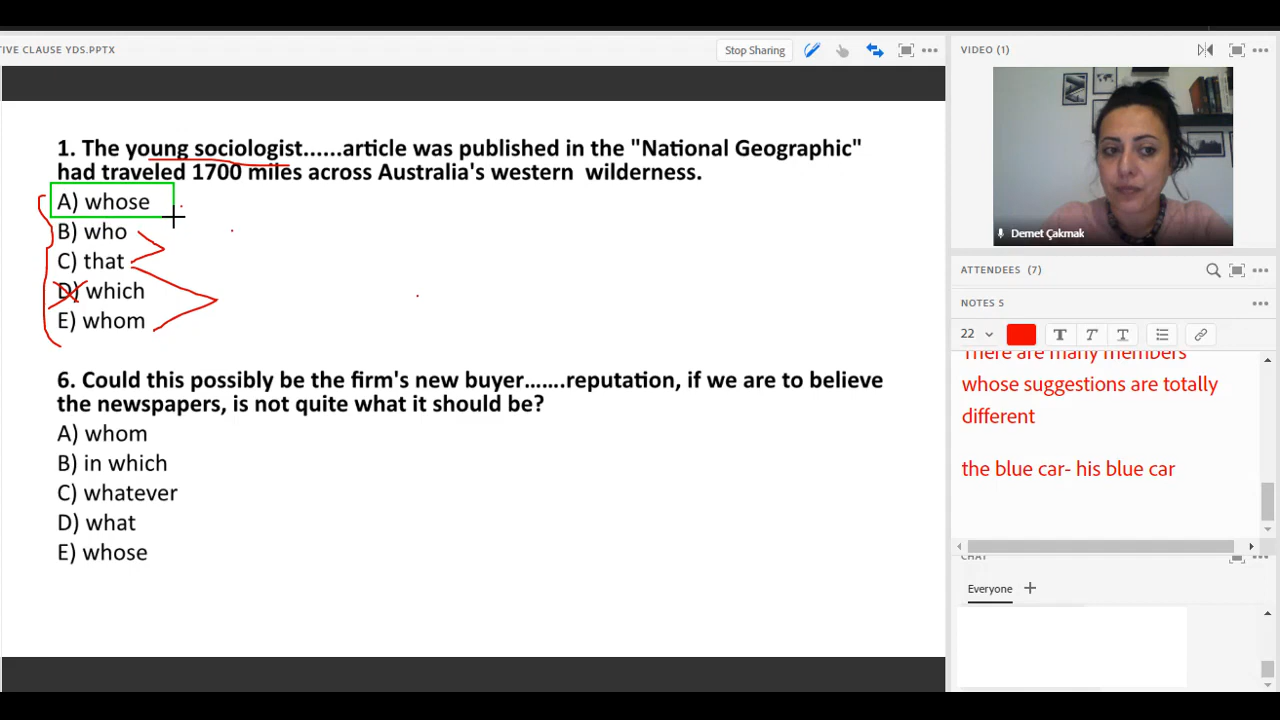 TIVE CLAUSE YDS.PPTX
Stop Sharing
1. The young sociologist......article was published in the "National Geographic"
had traveled 1700 miles across Australia's western wilderness.
A) whose
B) who
C) that
D) which
E) whom
6. Could this possibly be the firm's new buyer.......reputation, if we are to believe
the newspapers, is not quite what it should be?
A) whom
B) in which
C) whatever
D) what
E) whose
VIDEO (1)
Demet Çakmak
ATTENDEES (7)
NOTES 5
22
There are many members
whose suggestions are totally
different
the blue car- his blue car
CHAT
Everyone